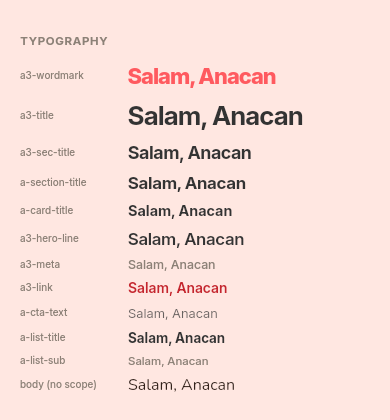 TYPOGRAPHY
a3-wordmark Salam, Anacan
a3-title Salam, Anacan
a3-sec-title Salam, Anacan
a-section-title Salam, Anacan
a-card-title Salam, Anacan
a3-hero-line Salam, Anacan
a3-meta Salam, Anacan
a3-link Salam, Anacan
a-cta-text Salam, Anacan
a-list-title Salam, Anacan
a-list-sub Salam, Anacan
body (no scope) Salam, Anacan